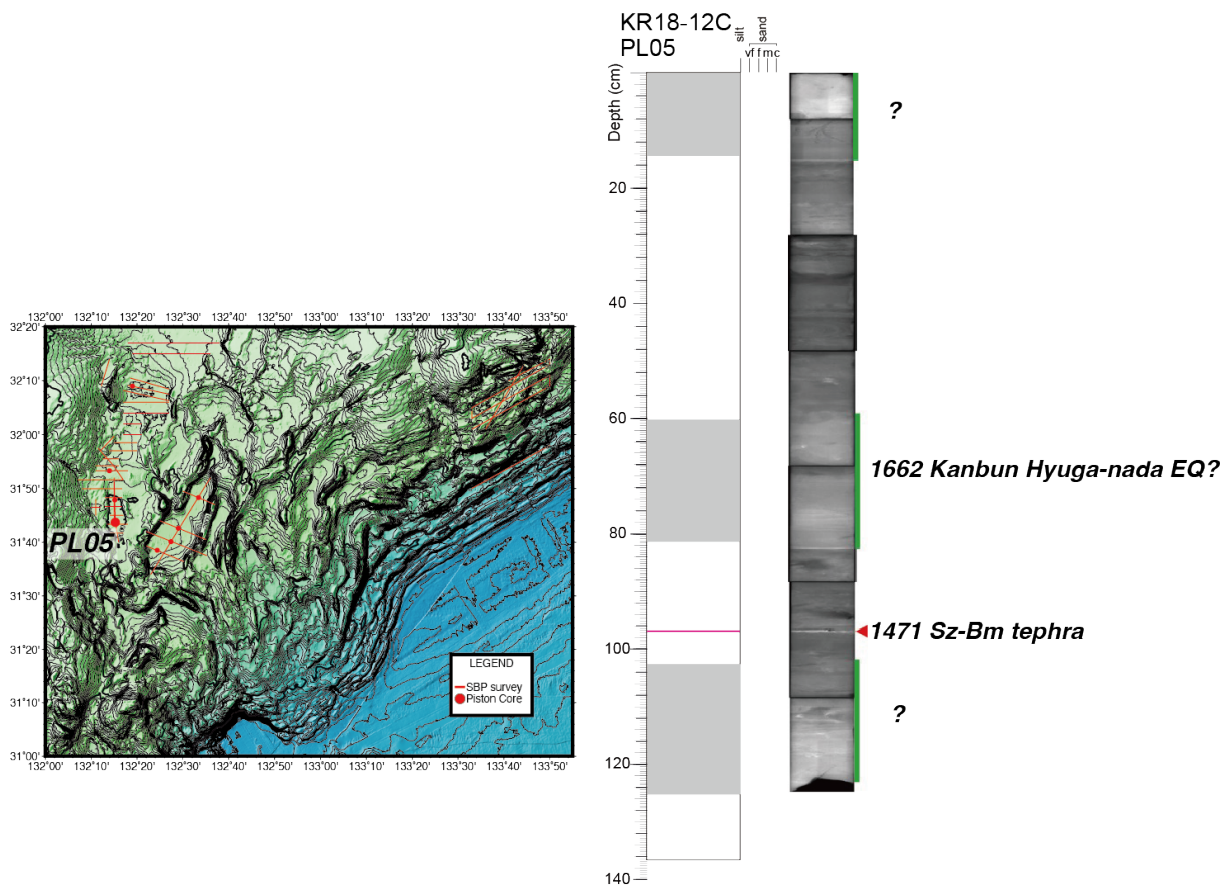 KR18-12C
PL05
silt
sand
vf f m c
Depth (cm)
20
40
60
80
100
120
140
?
1662 Kanbun Hyuga-nada EQ?
1471 Sz-Bm tephra
?
132°00' 132°10' 132°20' 132°30' 132°40' 132°50' 133°00' 133°10' 133°20' 133°30' 133°40' 133°50'
32°20'
32°10'
32°00'
31°50'
31°40'
31°30'
31°20'
31°10'
31°00'
PL05
LEGEND
SBP survey
Piston Core
132°00' 132°10' 132°20' 132°30' 132°40' 132°50' 133°00' 133°10' 133°20' 133°30' 133°40' 133°50'